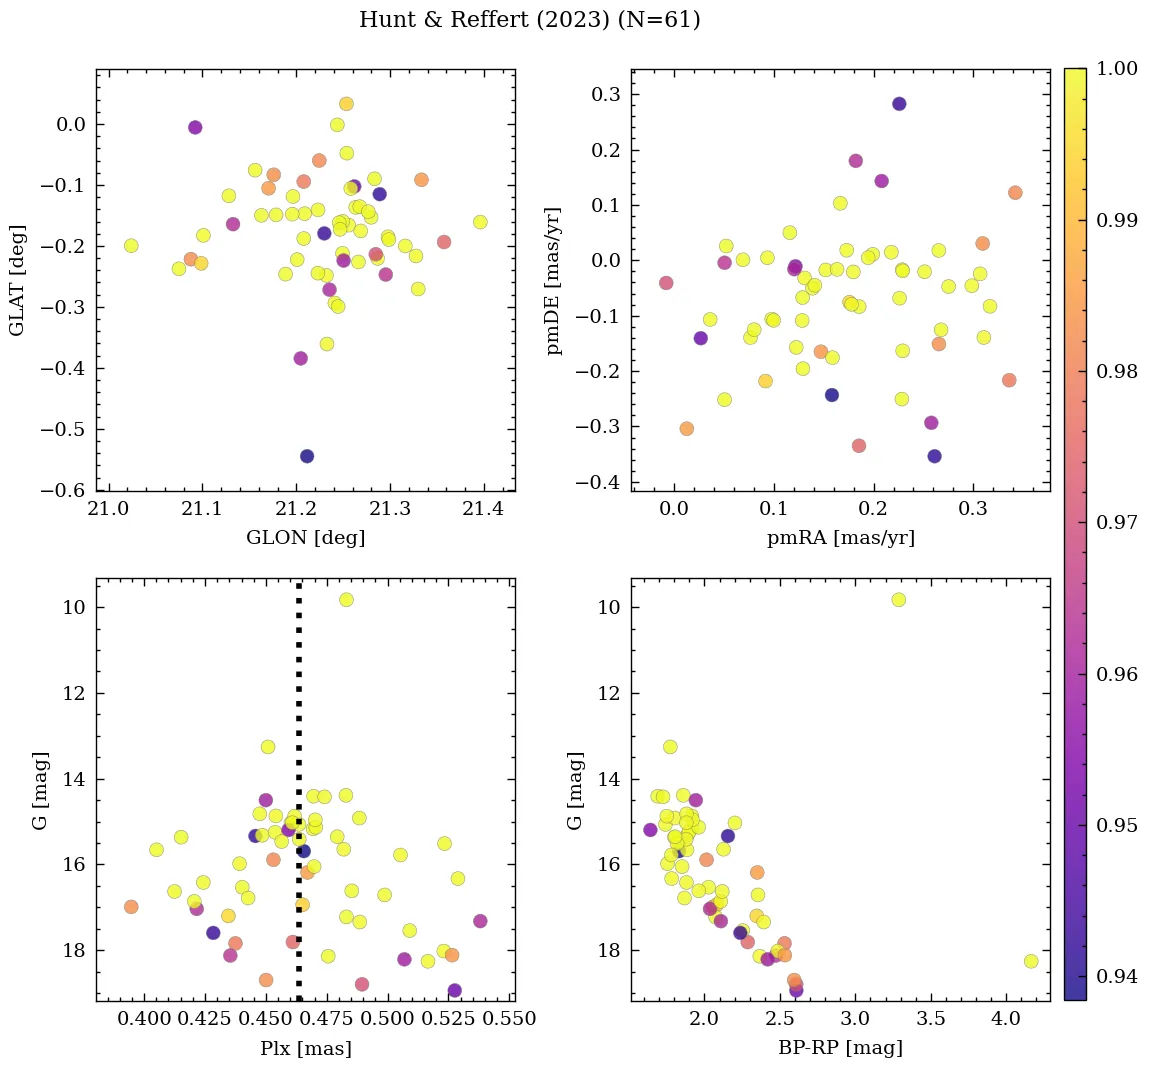 Hunt & Reffert (2023) (N=61)
0.0
−0.1
−0.2
−0.3
−0.4
−0.5
−0.6
GLAT [deg]
21.0 21.1 21.2 21.3 21.4
GLON [deg]
0.3
0.2
0.1
0.0
−0.1
−0.2
−0.3
−0.4
pmDE [mas/yr]
0.0 0.1 0.2 0.3
pmRA [mas/yr]
10
12
14
16
18
G [mag]
0.400 0.425 0.450 0.475 0.500 0.525 0.550
Plx [mas]
10
12
14
16
18
G [mag]
2.0 2.5 3.0 3.5 4.0
BP-RP [mag]
1.00
0.99
0.98
0.97
0.96
0.95
0.94